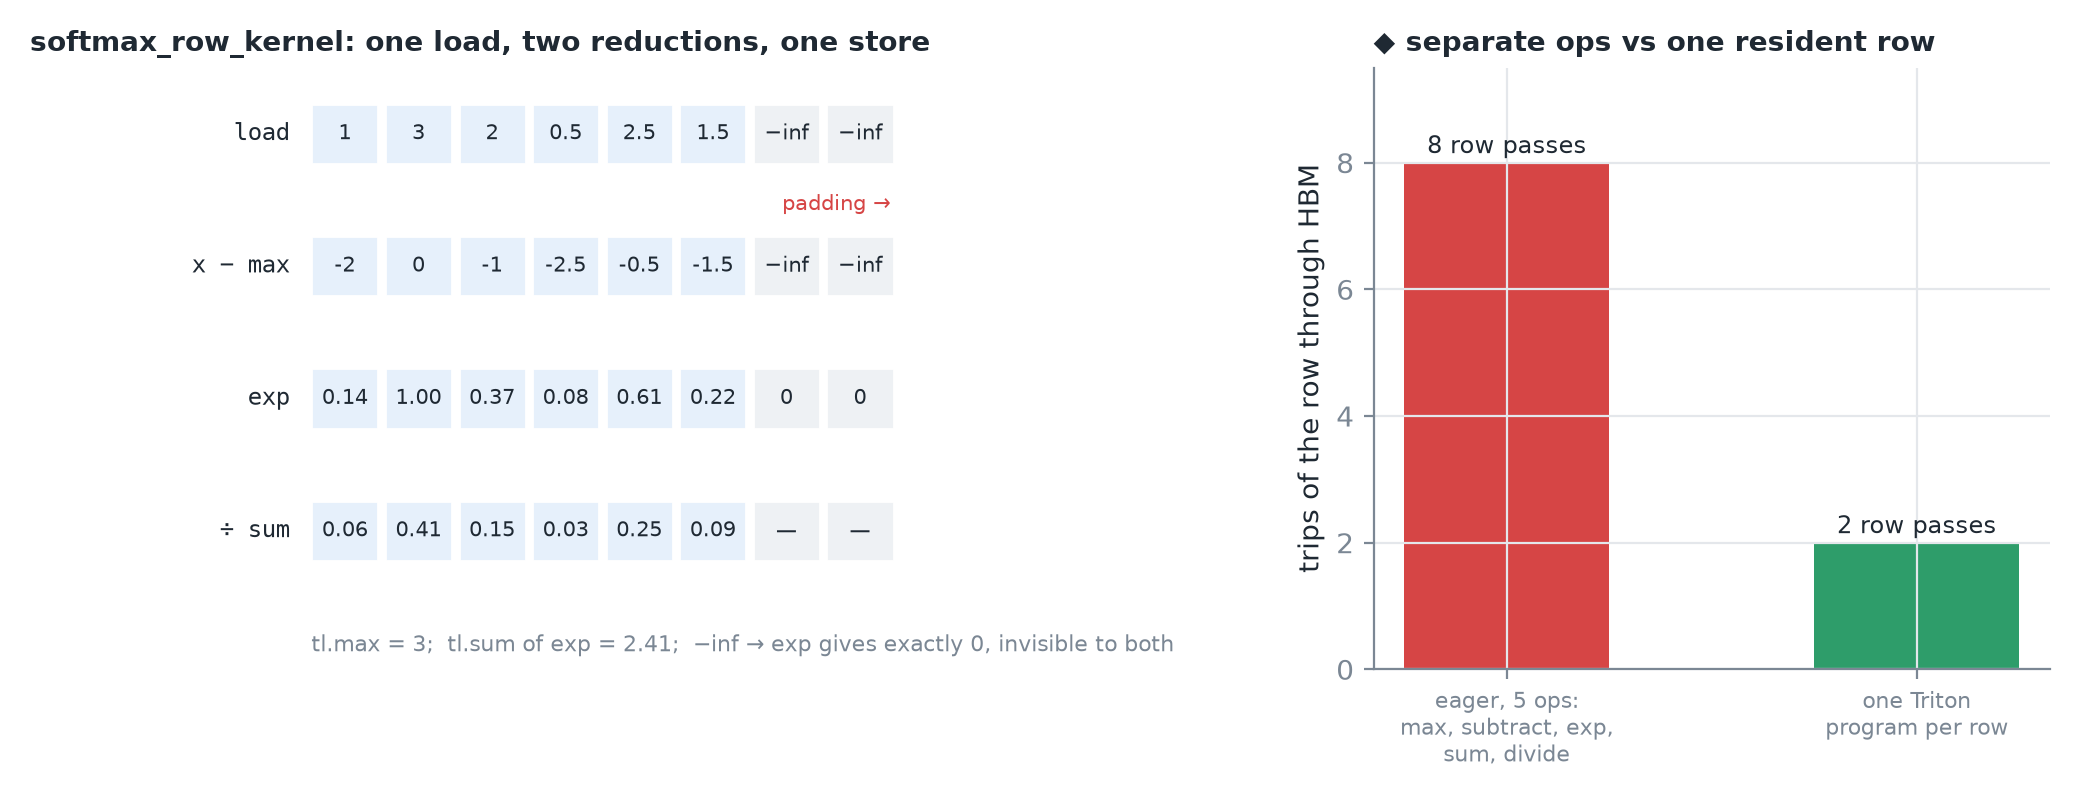 softmax_row_kernel: one load, two reductions, one store
load 1 3 2 0.5 2.5 1.5 −inf −inf
padding →
x − max -2 0 -1 -2.5 -0.5 -1.5 −inf −inf
exp 0.14 1.00 0.37 0.08 0.61 0.22 0 0
÷ sum 0.06 0.41 0.15 0.03 0.25 0.09 — —
tl.max = 3;  tl.sum of exp = 2.41;  −inf → exp gives exactly 0, invisible to both
◆ separate ops vs one resident row
trips of the row through HBM
8
6
4
2
0
8 row passes
2 row passes
eager, 5 ops:
max, subtract, exp,
sum, divide
one Triton
program per row